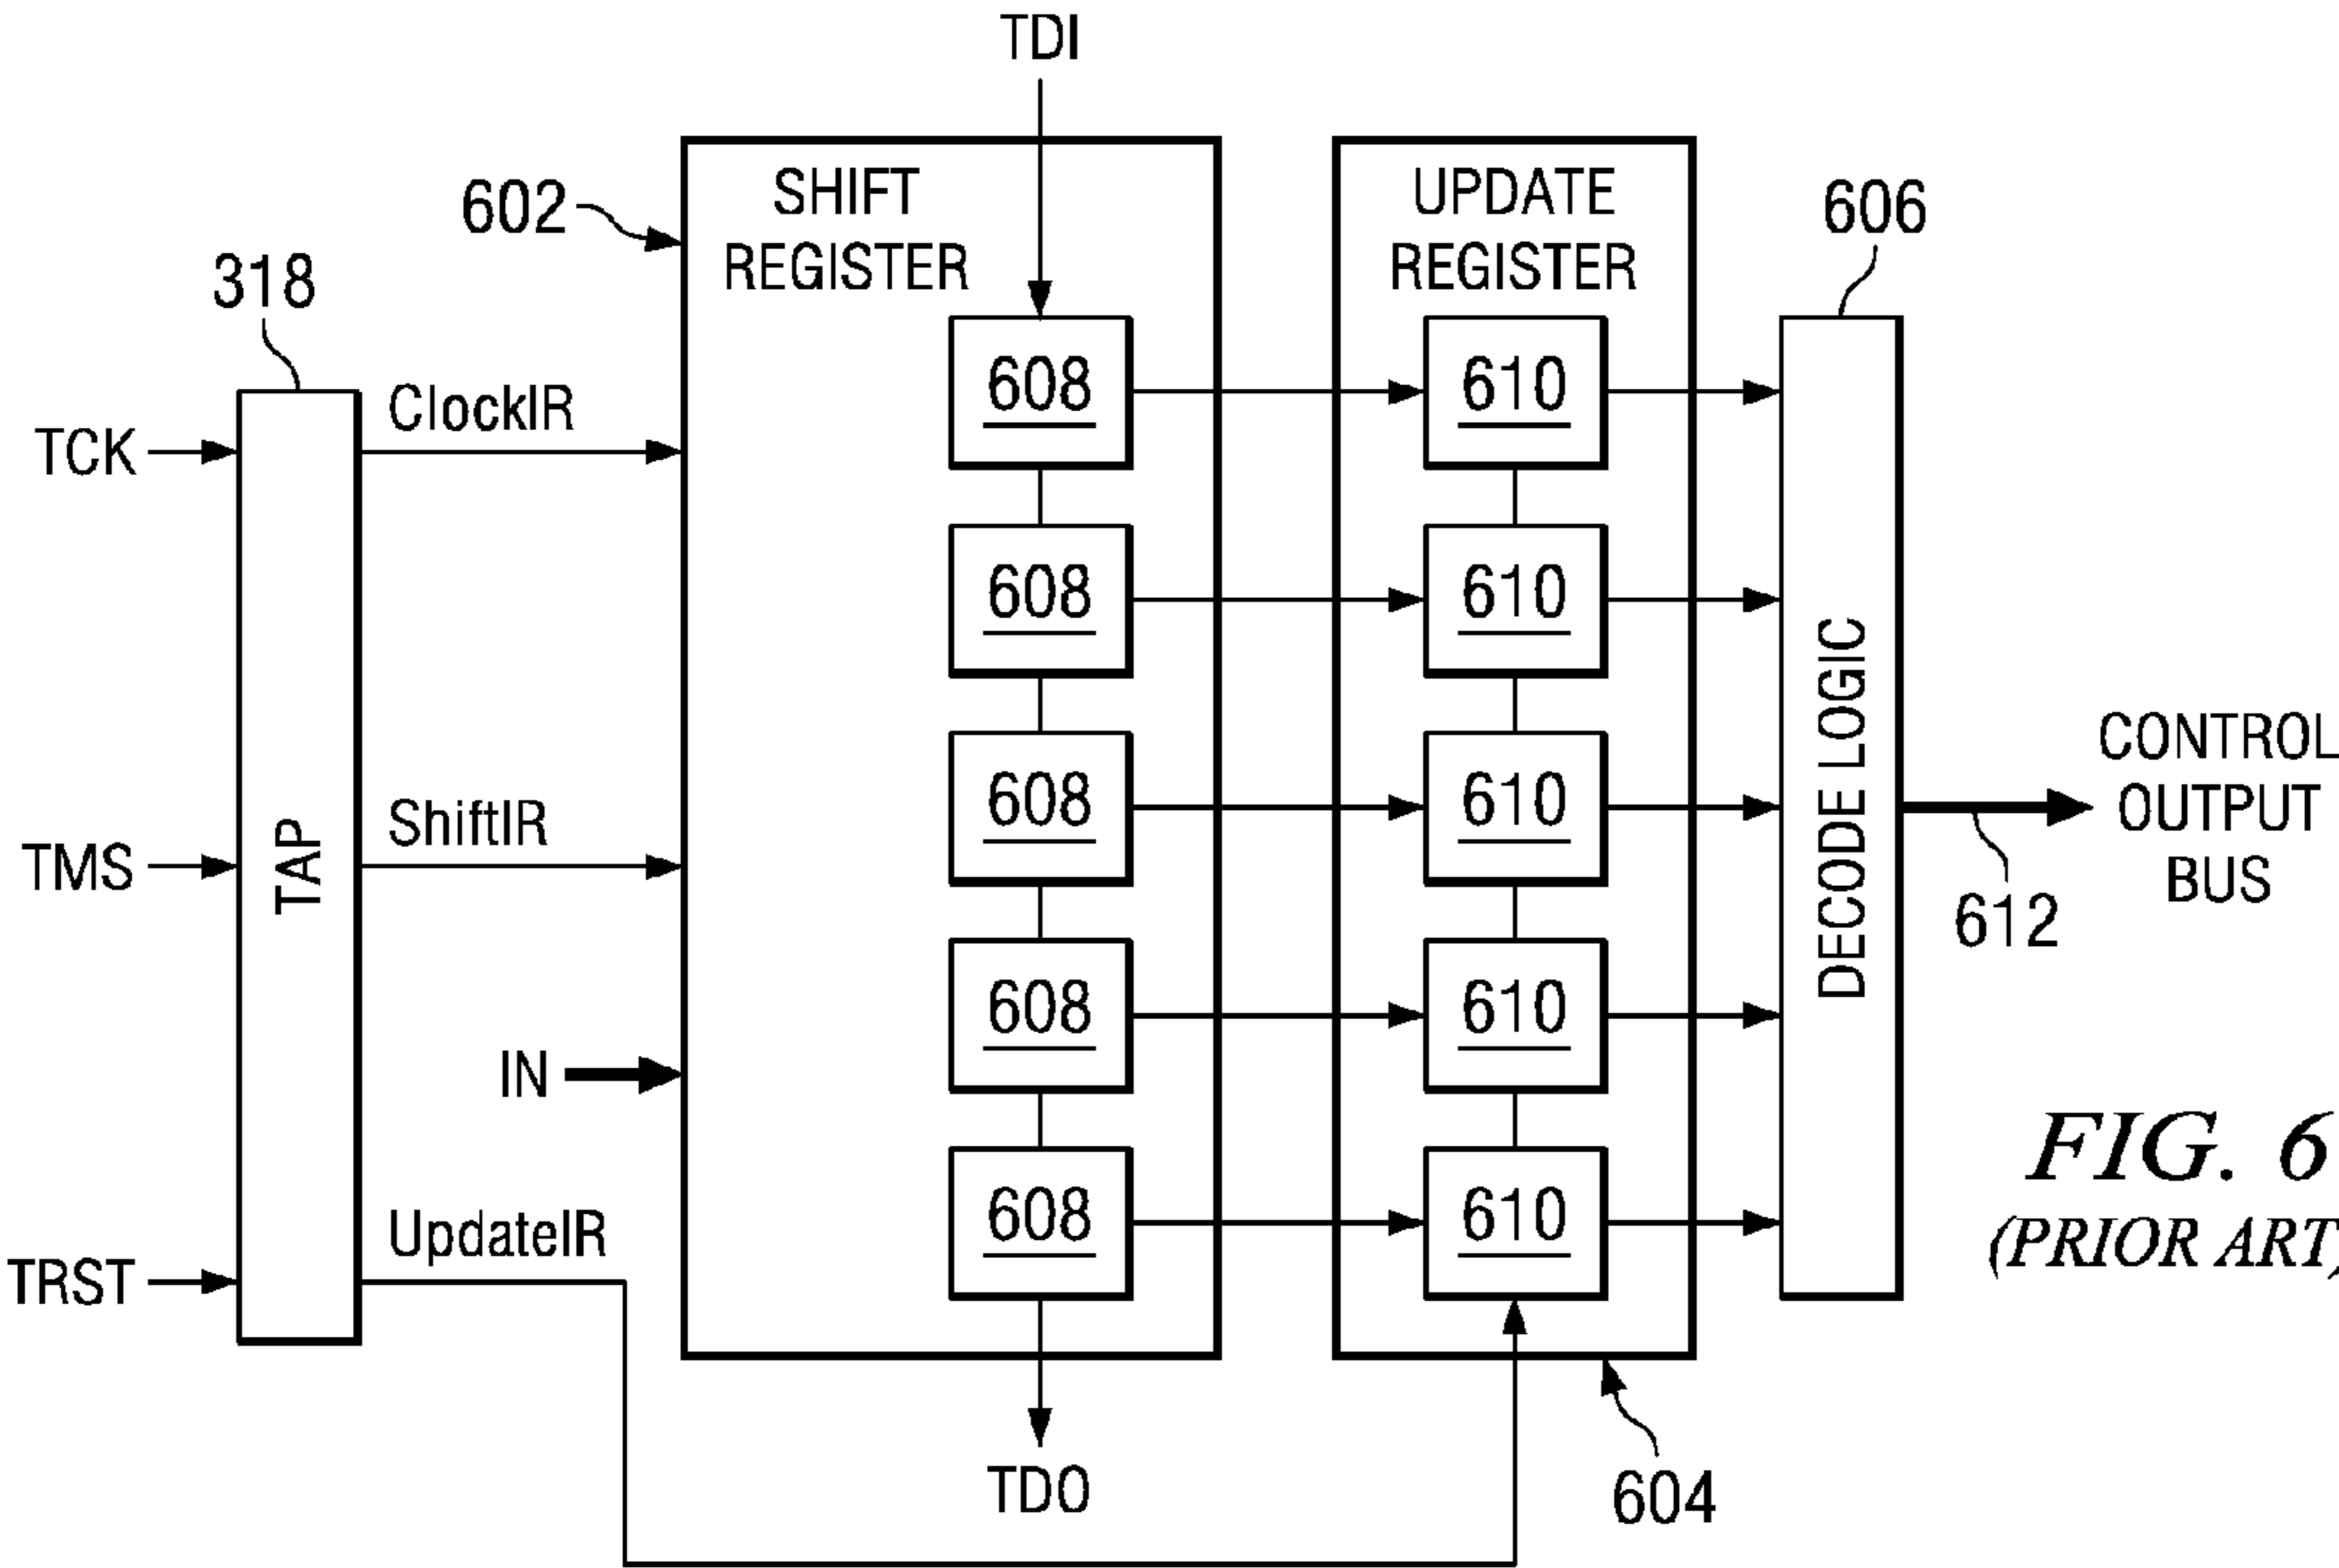 TDI
602
SHIFT
REGISTER
UPDATE
REGISTER
606
318
TCK
ClockIR
608
610
608
610
TMS
TAP
ShiftIR
608
610
DECODE LOGIC
CONTROL
OUTPUT
BUS
612
IN
608
610
TRST
UpdateIR
608
610
FIG. 6
(PRIOR ART)
TDO
604